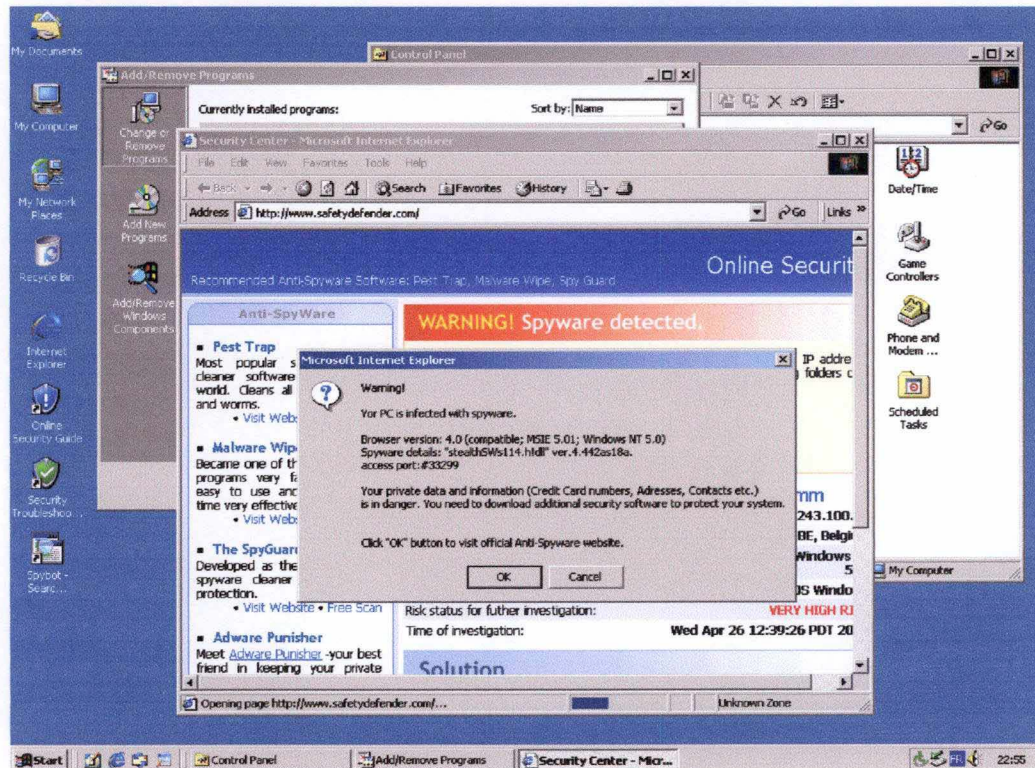 My Documents
My Computer
My Network
Places
Recycle Bin
Internet
Explorer
Online
Security Guide
Security
Troubleshoo...
Spybot -
Searc...
Control Panel
Go
Date/Time
Game
Controllers
Phone and
Modem ...
Scheduled
Tasks
My Computer
Add/Remove Programs
Change or
Remove
Programs
Add New
Programs
Add/Remove
Windows
Components
Currently installed programs:
Sort by: Name
Security Center - Microsoft Internet Explorer
File Edit View Favorites Tools Help
Back Search Favorites History
Address http://www.safetydefender.com/ Go Links »
Online Securit
Recommended Anti-Spyware Software: Pest Trap, Malware Wipe, Spy Guard
Anti-SpyWare
Pest Trap
Most popular s
cleaner software
world. Cleans all
and worms.
• Visit Web
Malware Wip
Became one of th
programs very fa
easy to use and
time very effective
• Visit Web
The SpyGuar
Developed as the
spyware cleaner
protection.
• Visit Website • Free Scan
Adware Punisher
Meet Adware Punisher -your best
friend in keeping your private
WARNING! Spyware detected.
IP addre
folders c
mm
243.100.
BE, Belgi
Windows
5
OS Windo
Risk status for futher investigation: VERY HIGH RI
Time of investigation: Wed Apr 26 12:39:26 PDT 20
Solution
Microsoft Internet Explorer
Warning!
Yor PC is infected with spyware.
Browser version: 4.0 (compatible; MSIE 5.01; Windows NT 5.0)
Spyware details: "stealthSWs114.hfdll" ver.4.442as18a.
access port:#33299
Your private data and information (Credit Card numbers, Adresses, Contacts etc.)
is in danger. You need to download additional security software to protect your system.
Click "OK" button to visit official Anti-Spyware website.
OK Cancel
Opening page http://www.safetydefender.com/... Unknown Zone
Start Control Panel Add/Remove Programs Security Center - Micr... FR 22:55